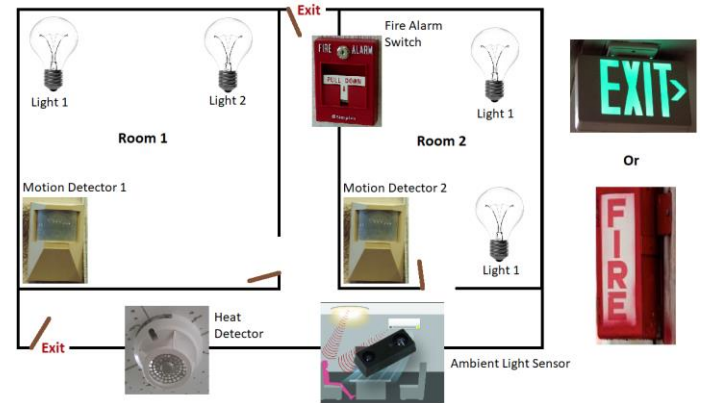 Exit
Fire Alarm
Switch
FIRE ALARM
PULL DOWN
Light 1
Light 2
Light 1
Room 1
Room 2
EXIT
Or
Motion Detector 1
Motion Detector 2
Light 1
FIRE
Heat
Detector
Exit
Ambient Light Sensor